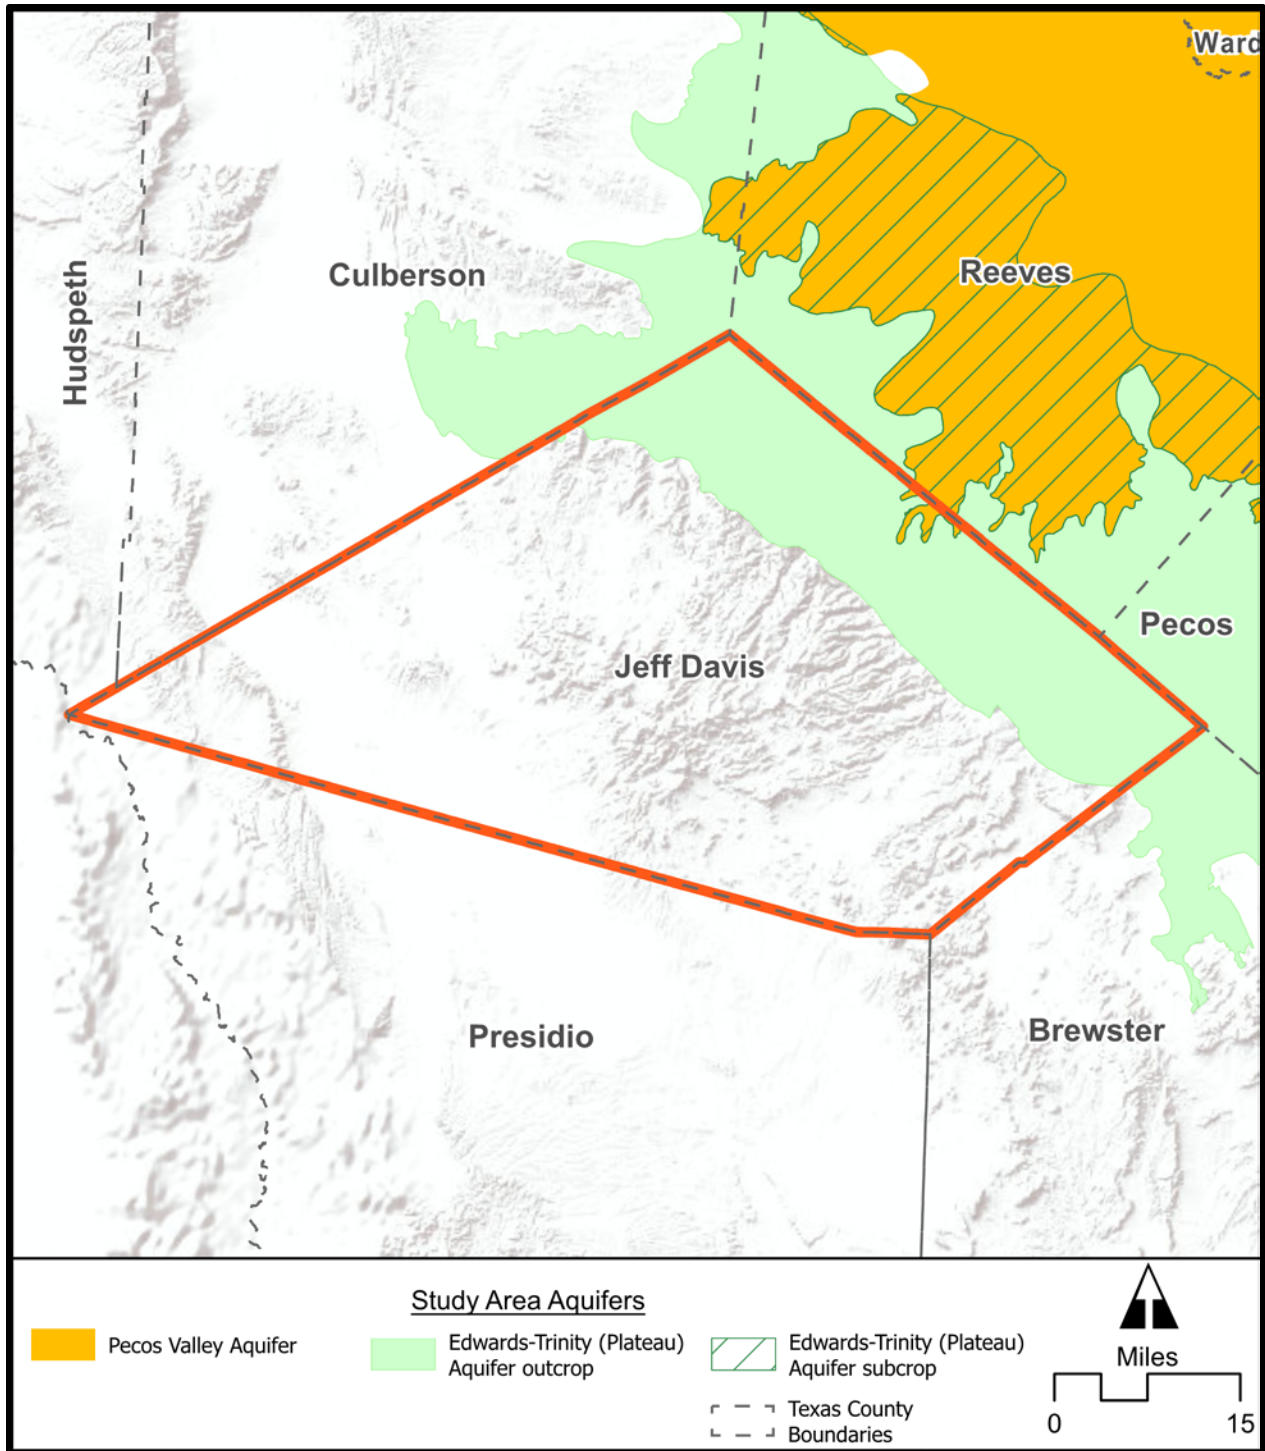 Ward
Culberson
Reeves
Hudspeth
Pecos
Jeff Davis
Presidio
Brewster
Study Area Aquifers
Pecos Valley Aquifer
Edwards-Trinity (Plateau)
Aquifer outcrop
Edwards-Trinity (Plateau)
Aquifer subcrop
Texas County
Boundaries
Miles
0 15